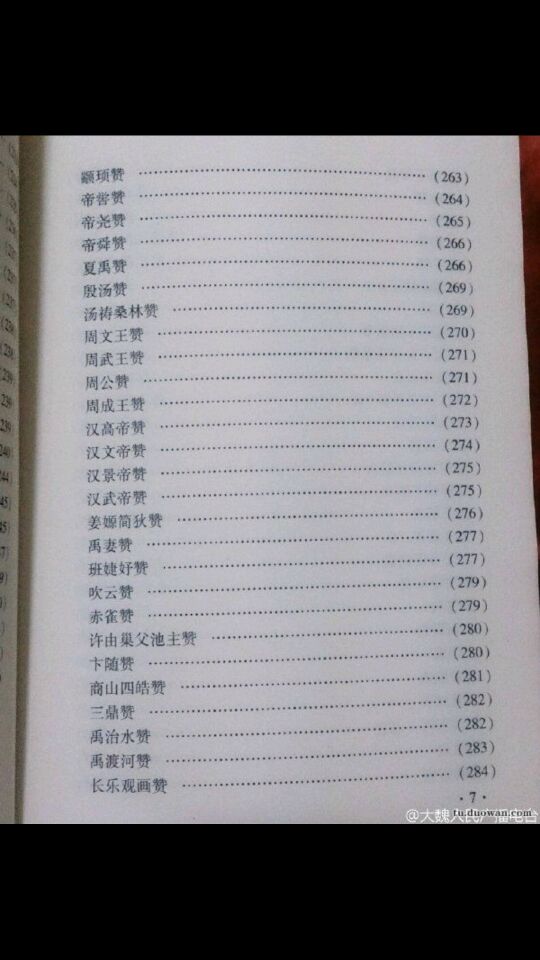 颛顼赞 ………………………………………… (263)
帝喾赞 ………………………………………… (264)
帝尧赞 ………………………………………… (265)
帝舜赞 ………………………………………… (266)
夏禹赞 ………………………………………… (266)
殷汤赞 ………………………………………… (269)
汤祷桑林赞 …………………………………… (269)
周文王赞 ……………………………………… (270)
周武王赞 ……………………………………… (271)
周公赞 ………………………………………… (271)
周成王赞 ……………………………………… (272)
汉高帝赞 ……………………………………… (273)
汉文帝赞 ……………………………………… (274)
汉景帝赞 ……………………………………… (275)
汉武帝赞 ……………………………………… (275)
姜嫄简狄赞 …………………………………… (276)
禹妻赞 ………………………………………… (277)
班婕妤赞 ……………………………………… (277)
吹云赞 ………………………………………… (279)
赤雀赞 ………………………………………… (279)
许由巢父池主赞 ……………………………… (280)
卞随赞 ………………………………………… (280)
商山四皓赞 …………………………………… (281)
三鼎赞 ………………………………………… (282)
禹治水赞 ……………………………………… (282)
禹渡河赞 ……………………………………… (283)
长乐观画赞 …………………………………… (284)
· 7 ·
@大魏人民广播电台
tu.duowan.com